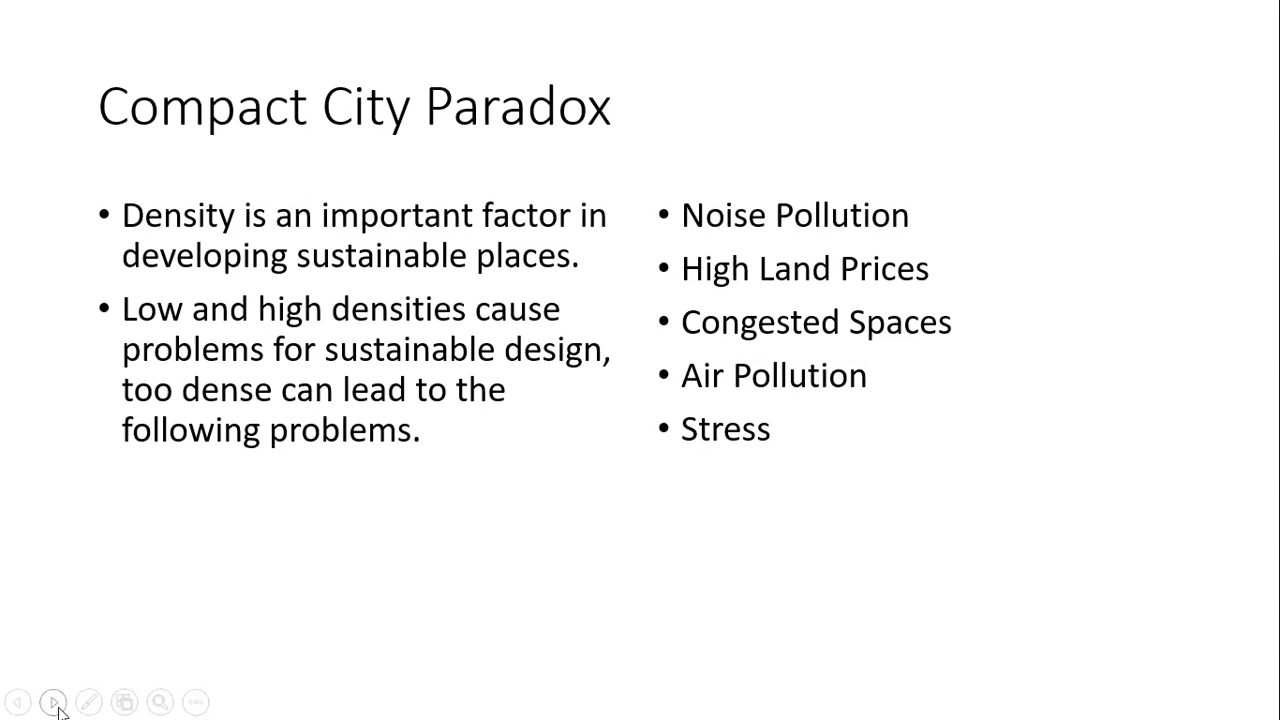 Compact City Paradox
• Density is an important factor in
developing sustainable places.
• Low and high densities cause
problems for sustainable design,
too dense can lead to the
following problems.
• Noise Pollution
• High Land Prices
• Congested Spaces
• Air Pollution
• Stress